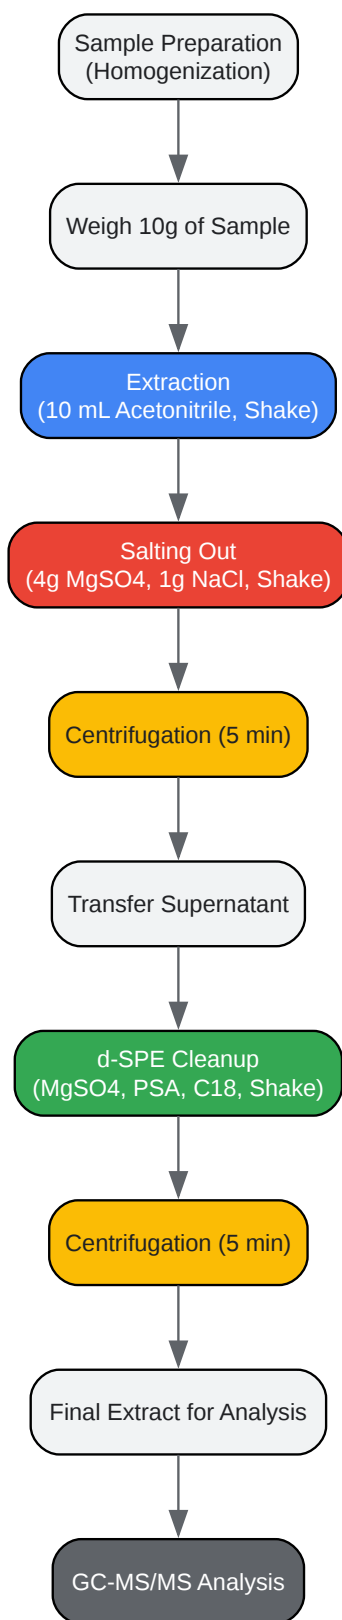 Sample Preparation
(Homogenization)
Weigh 10g of Sample
Extraction
(10 mL Acetonitrile, Shake)
Salting Out
(4g MgSO4, 1g NaCl, Shake)
Centrifugation (5 min)
Transfer Supernatant
d-SPE Cleanup
(MgSO4, PSA, C18, Shake)
Centrifugation (5 min)
Final Extract for Analysis
GC-MS/MS Analysis